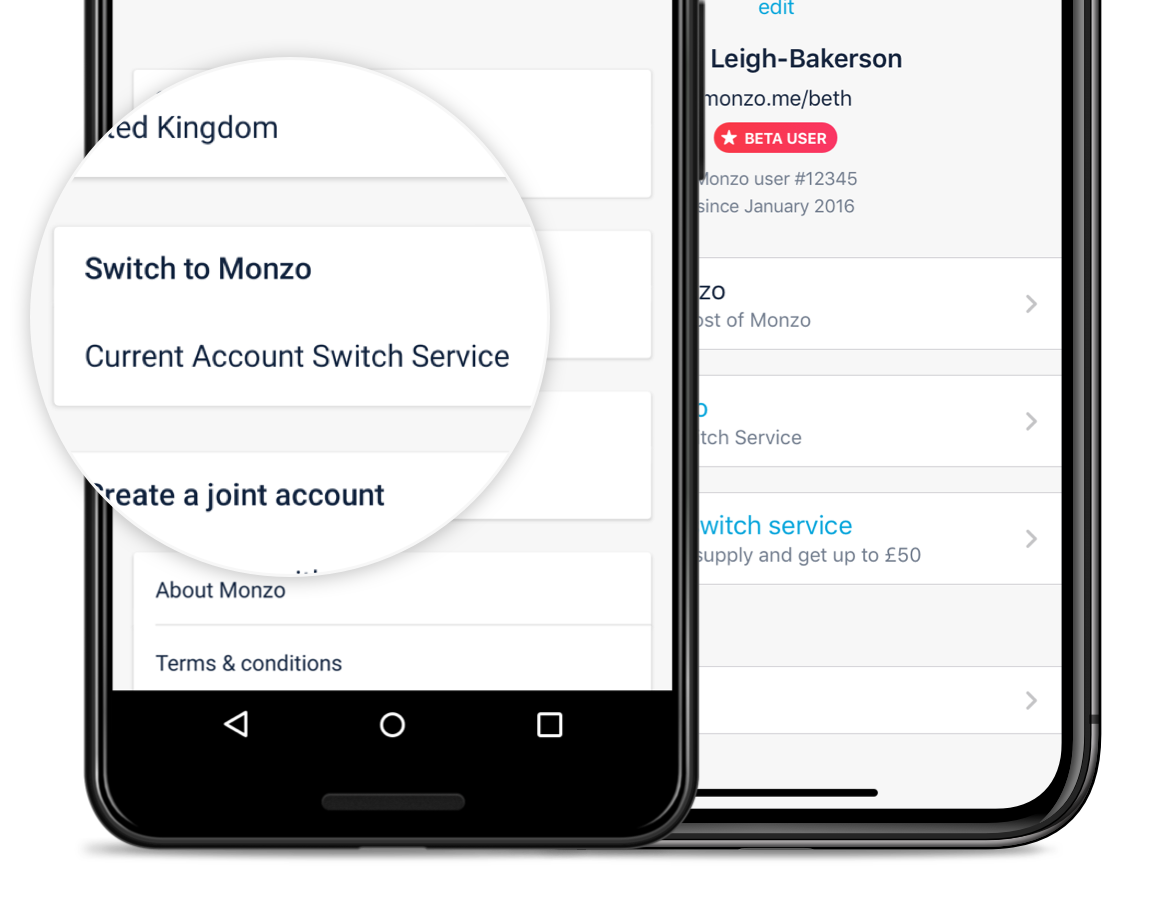 ted Kingdom
Switch to Monzo
Current Account Switch Service
Create a joint account
About Monzo
Terms & conditions
edit
Leigh-Bakerson
monzo.me/beth
BETA USER
Monzo user #12345
since January 2016
zo
ost of Monzo
o
tch Service
witch service
supply and get up to £50